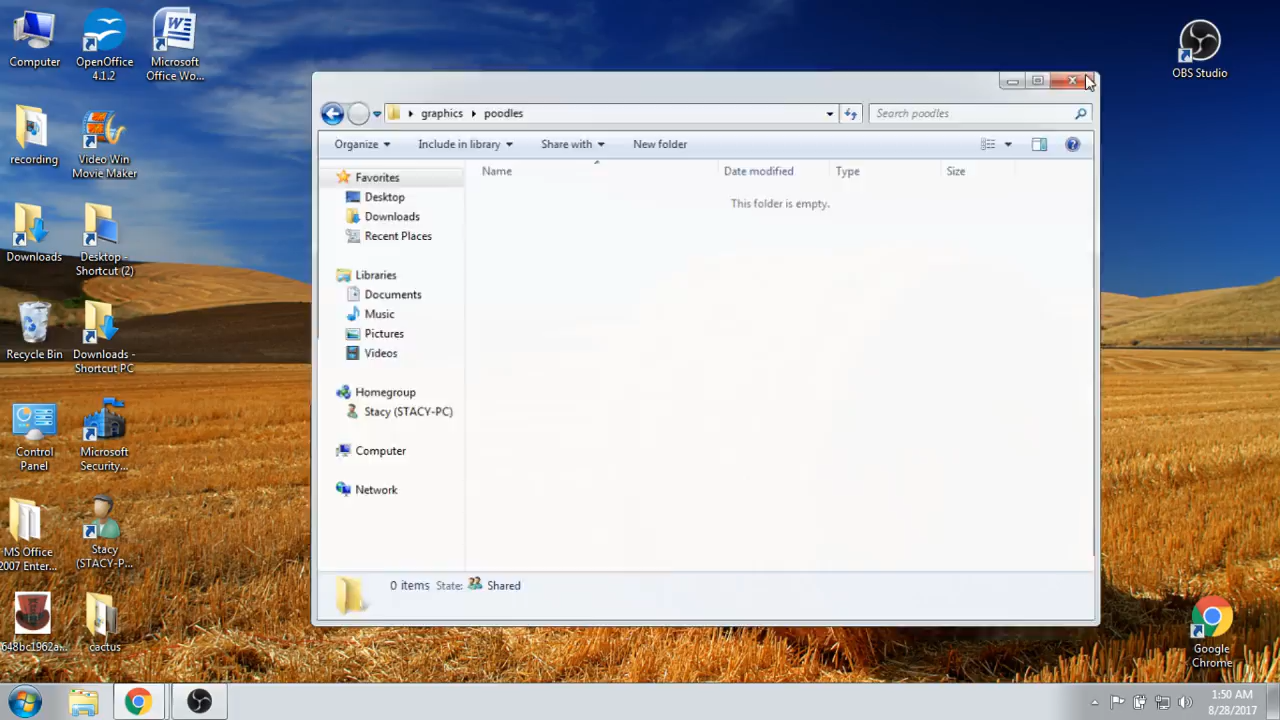 Computer
OpenOffice
4.1.2
Microsoft
Office Wo...
OBS Studio
graphics
poodles
Search poodles
Organize
Include in library
Share with
New folder
recording
Video Win
Movie Maker
Favorites
Desktop
Downloads
Recent Places
Name
Date modified
Type
Size
This folder is empty.
Downloads
Desktop -
Shortcut (2)
Libraries
Documents
Music
Pictures
Videos
Recycle Bin
Downloads -
Shortcut PC
Homegroup
Stacy (STACY-PC)
Computer
Network
Control
Panel
Microsoft
Security...
MS Office
2007 Enter...
Stacy
(STACY-P...
0 items
State:
Shared
648bc1962a...
cactus
Google
Chrome
1:50 AM
8/28/2017